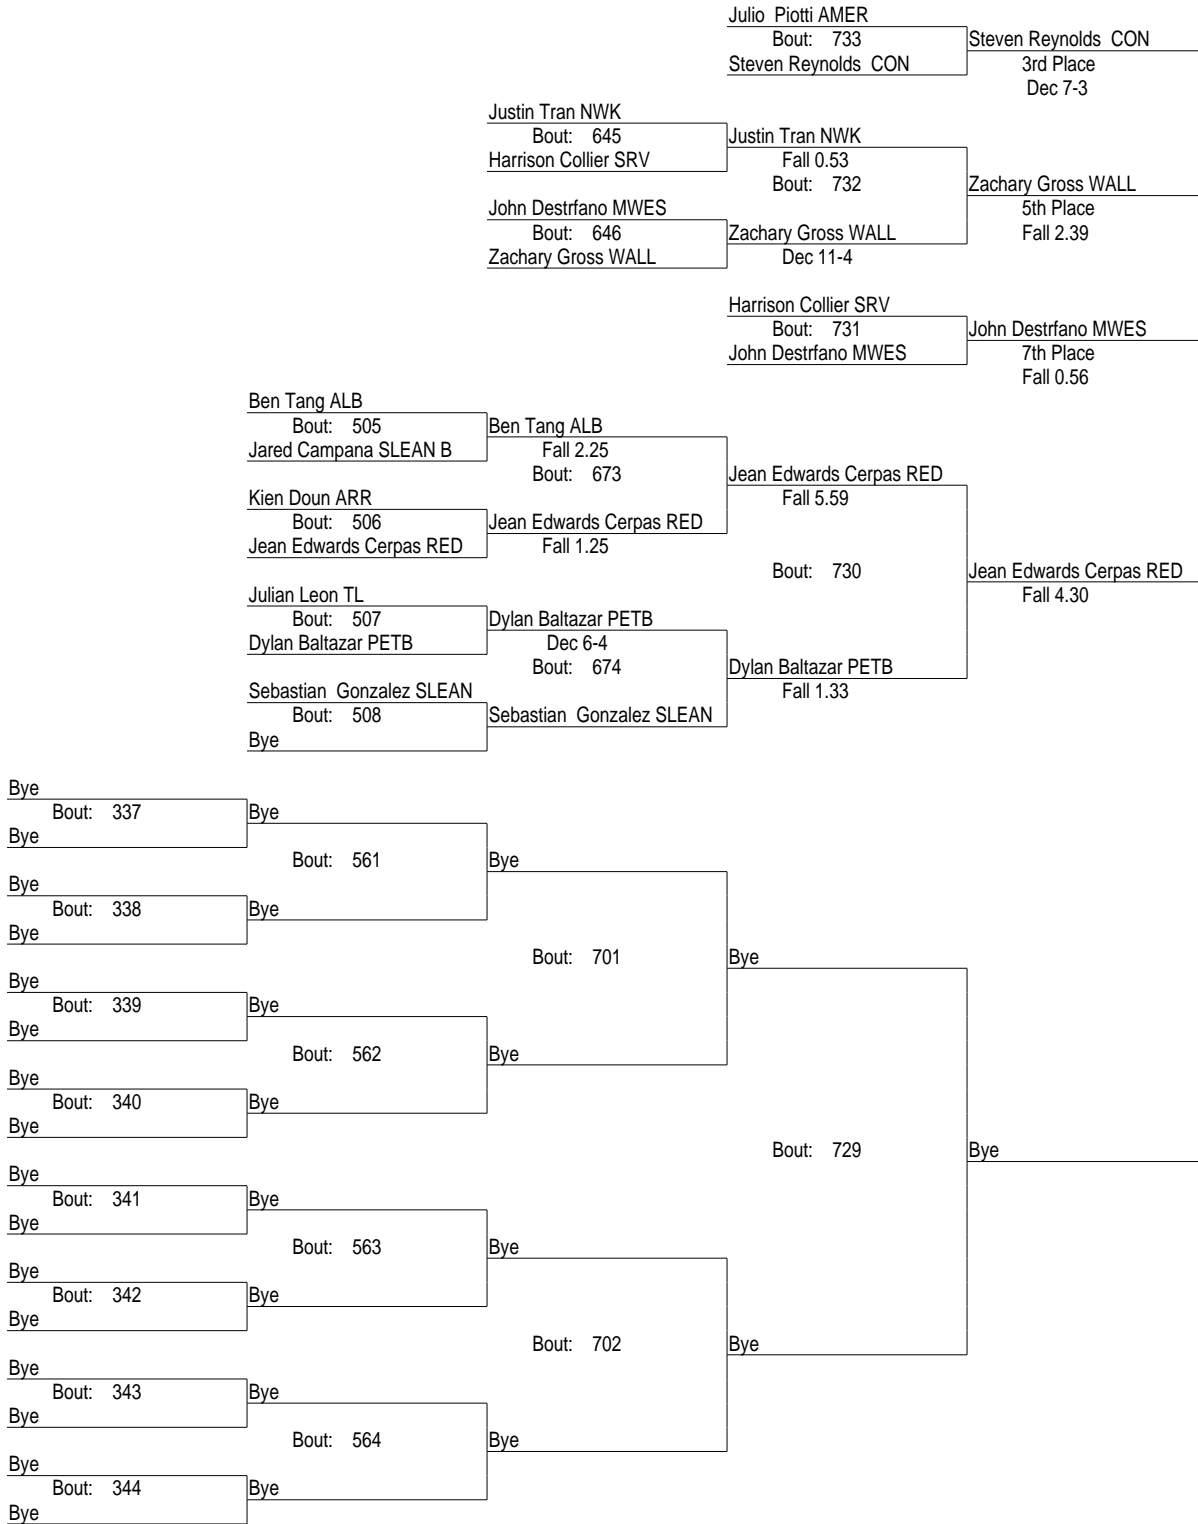 Julio  Piotti AMER
Bout: 733
Steven Reynolds  CON
Steven Reynolds  CON
3rd Place
Dec 7-3
Justin Tran NWK
Bout: 645
Harrison Collier SRV
Justin Tran NWK
Fall 0.53
Bout: 732
Zachary Gross WALL
5th Place
Fall 2.39
John Destrfano MWES
Bout: 646
Zachary Gross WALL
Zachary Gross WALL
Dec 11-4
Harrison Collier SRV
Bout: 731
John Destrfano MWES
John Destrfano MWES
7th Place
Fall 0.56
Ben Tang ALB
Bout: 505
Jared Campana SLEAN B
Ben Tang ALB
Fall 2.25
Bout: 673
Jean Edwards Cerpas RED
Fall 5.59
Kien Doun ARR
Bout: 506
Jean Edwards Cerpas RED
Jean Edwards Cerpas RED
Fall 1.25
Bout: 730
Jean Edwards Cerpas RED
Fall 4.30
Julian Leon TL
Bout: 507
Dylan Baltazar PETB
Dylan Baltazar PETB
Dec 6-4
Bout: 674
Dylan Baltazar PETB
Fall 1.33
Sebastian  Gonzalez SLEAN
Bout: 508
Bye
Sebastian  Gonzalez SLEAN
Bye
Bout: 337
Bye
Bye
Bout: 561
Bye
Bye
Bout: 338
Bye
Bye
Bout: 701
Bye
Bye
Bout: 339
Bye
Bye
Bout: 562
Bye
Bye
Bout: 340
Bye
Bye
Bout: 729
Bye
Bye
Bout: 341
Bye
Bye
Bout: 563
Bye
Bye
Bout: 342
Bye
Bye
Bout: 702
Bye
Bye
Bout: 343
Bye
Bye
Bout: 564
Bye
Bye
Bout: 344
Bye
Bye